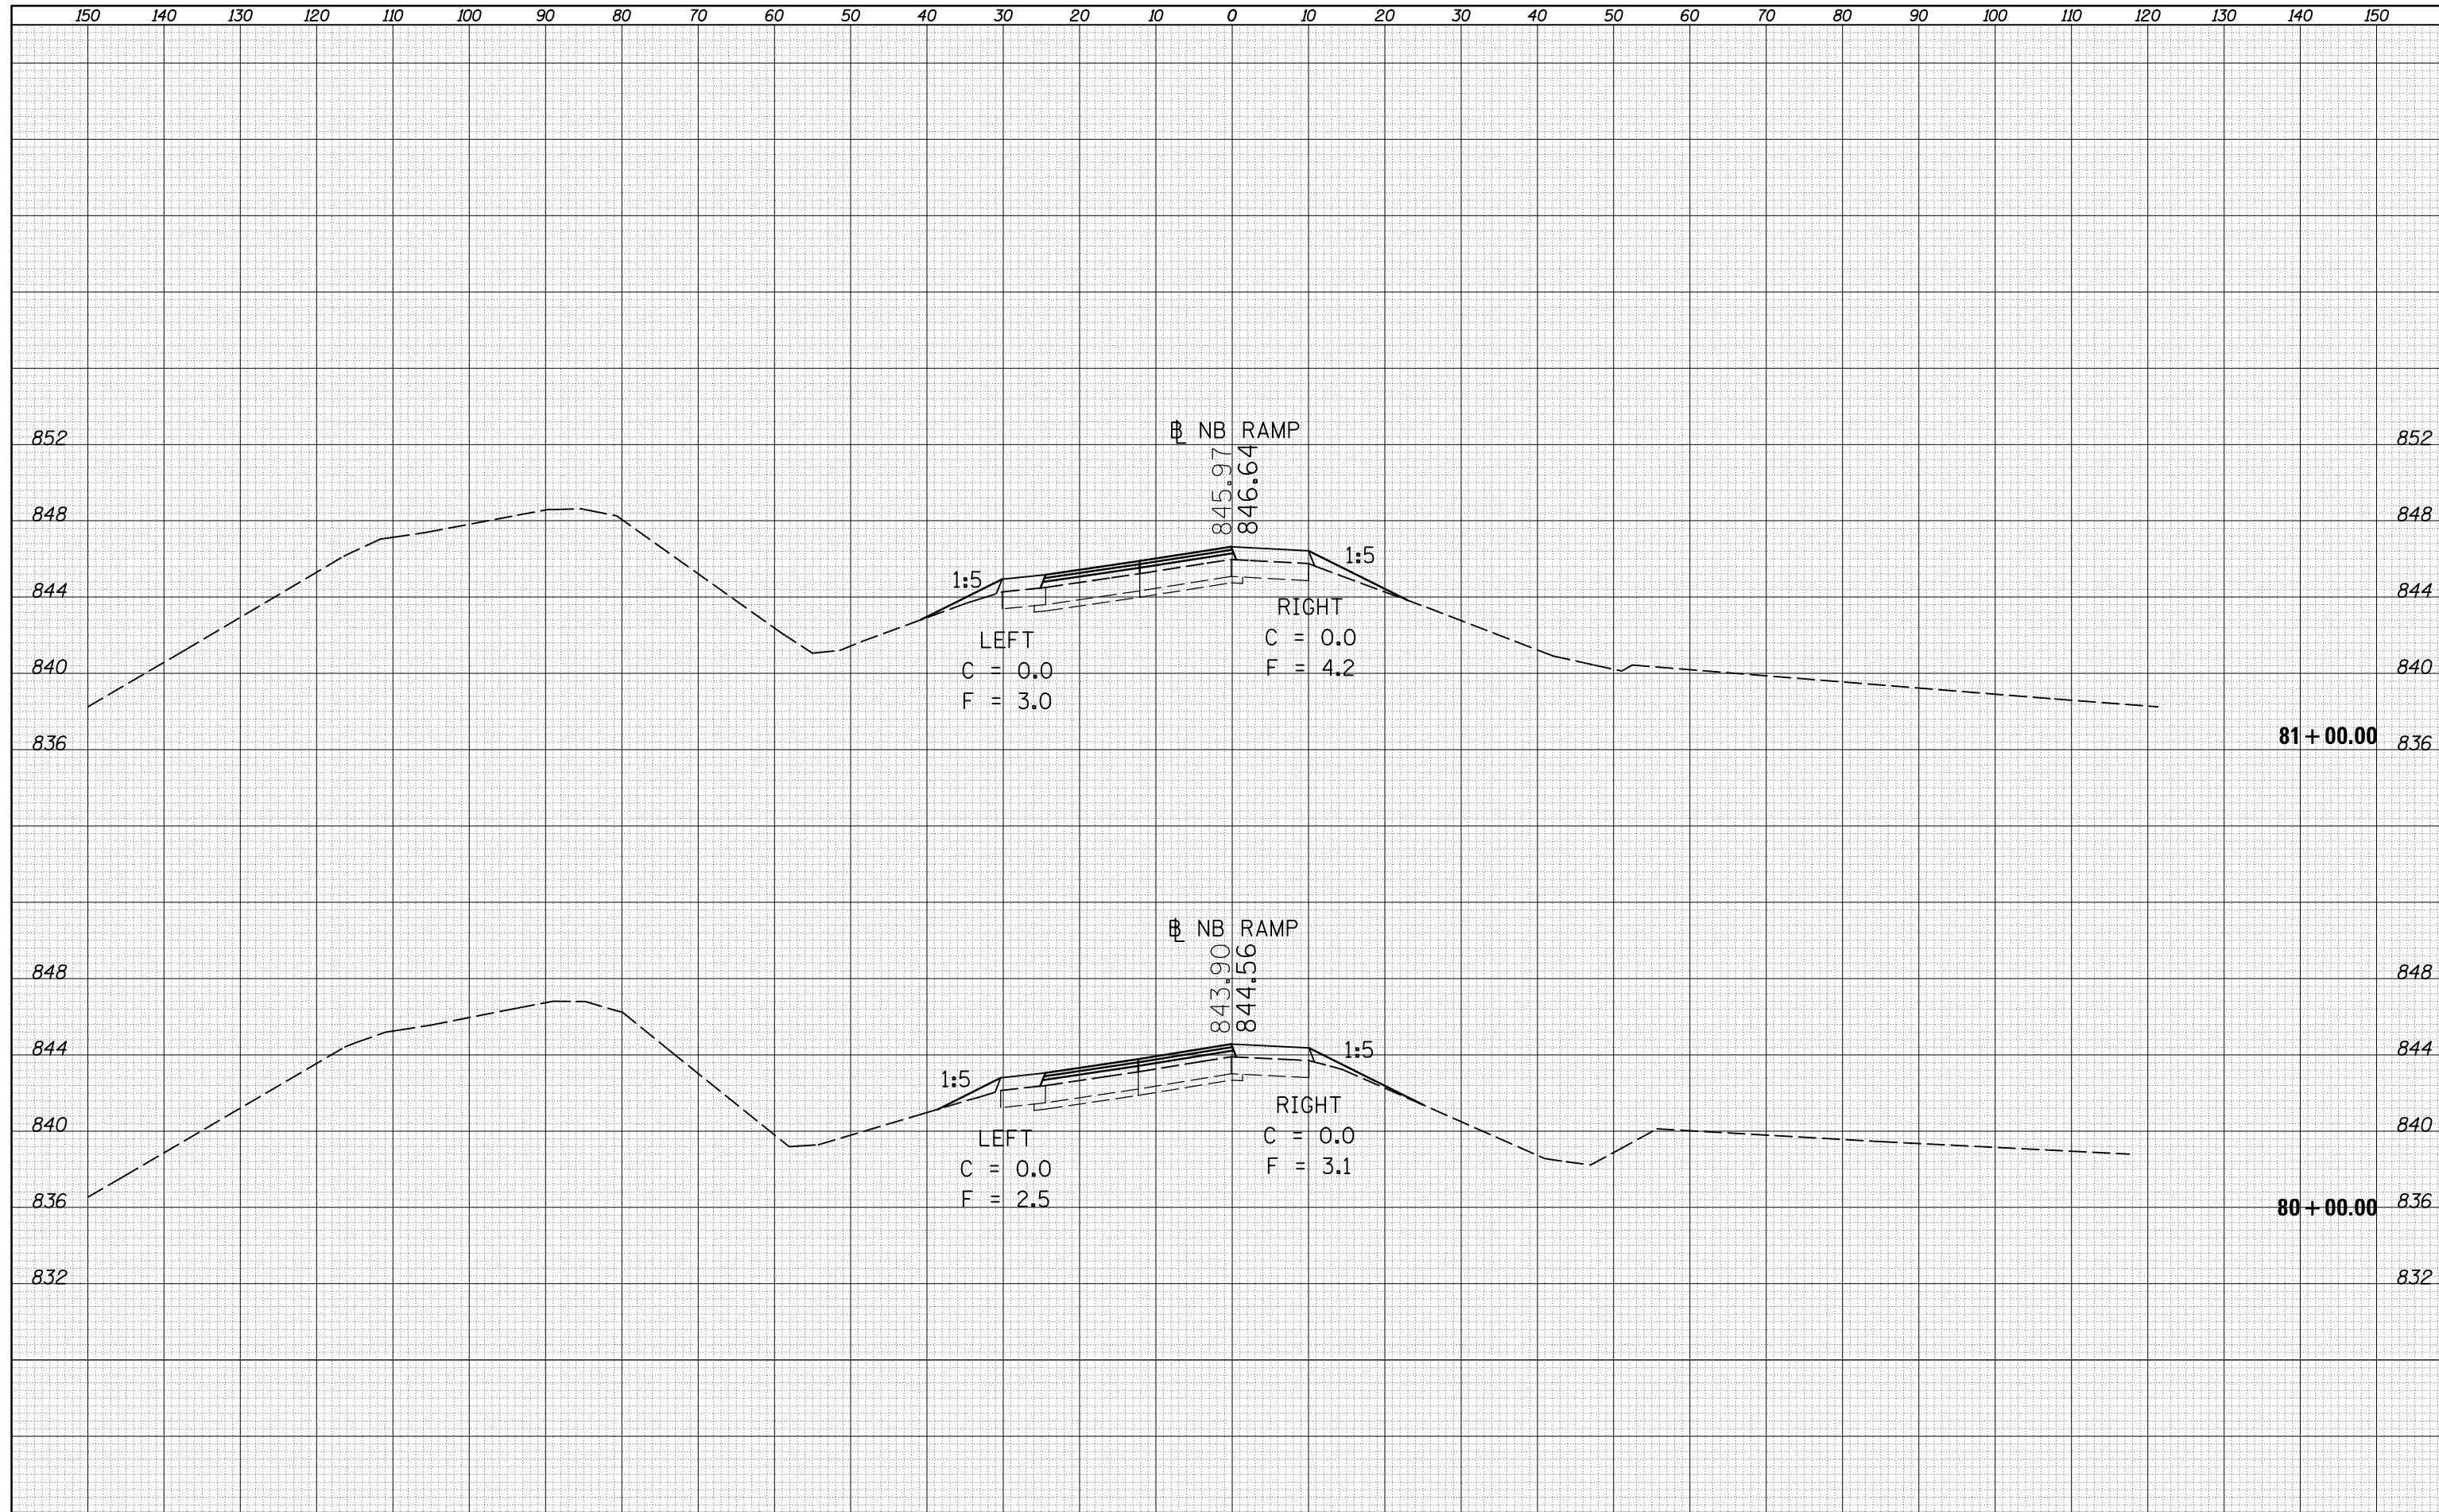 150 140 130 120 110 100 90 80 70 60 50 40 30 20 10 0 10 20 30 40 50 60 70 80 90 100 110 120 130 140 150
℄ NB RAMP
852 852
845.97
846.64
848 848
1:5 1:5
844 844
LEFT
C = 0.0
F = 3.0
RIGHT
C = 0.0
F = 4.2
840 840
81+00.00
836 836
℄ NB RAMP
843.90
844.56
848 848
844 844
1:5 1:5
840 840
LEFT
C = 0.0
F = 2.5
RIGHT
C = 0.0
F = 3.1
836 80+00.00 836
832 832